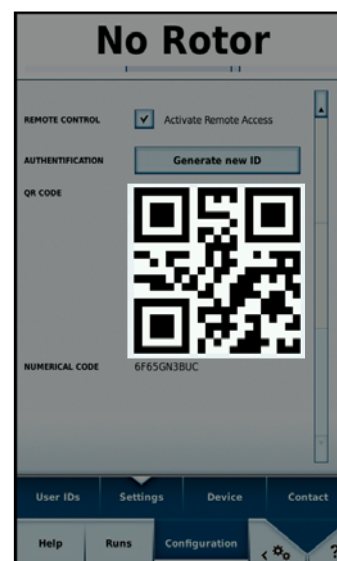 No Rotor
REMOTE CONTROL Activate Remote Access
AUTHENTIFICATION Generate new ID
QR CODE
NUMERICAL CODE 6F65GN3BUC
User IDs Settings Device Contact
Help Runs Configuration < ?